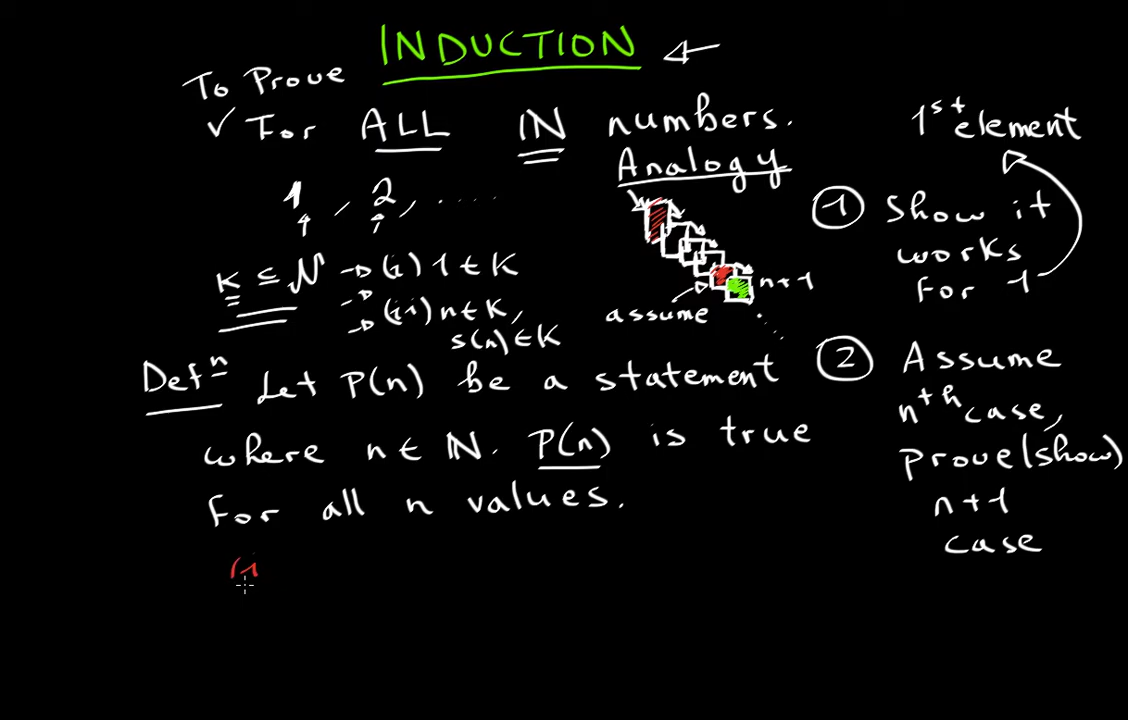 INDUCTION ←
To Prove
✓ For ALL ℕ numbers.
1, 2, .....
K ⊆ N → (i) 1 ∈ K
→ (ii) n ∈ K,
s(n) ∈ K
Analogy
n+1
assume
1st element
① Show it
works
for 1
② Assume
nth case,
prove(show)
n+1
case
Defⁿ Let P(n) be a statement
where n ∈ ℕ. P(n) is true
for all n values.
(i